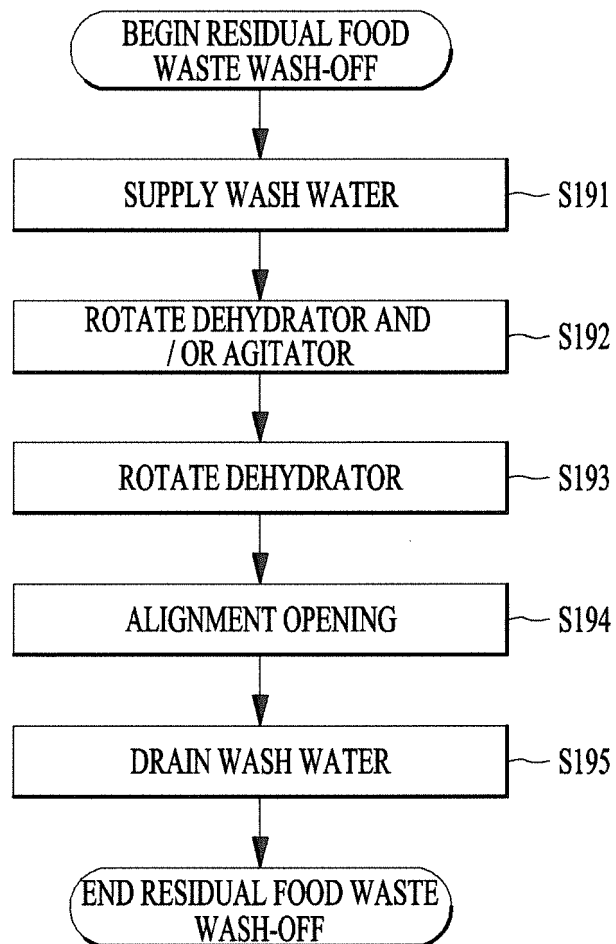 BEGIN RESIDUAL FOOD
WASTE WASH-OFF
SUPPLY WASH WATER
S191
ROTATE DEHYDRATOR AND
/ OR AGITATOR
S192
ROTATE DEHYDRATOR
S193
ALIGNMENT OPENING
S194
DRAIN WASH WATER
S195
END RESIDUAL FOOD WASTE
WASH-OFF